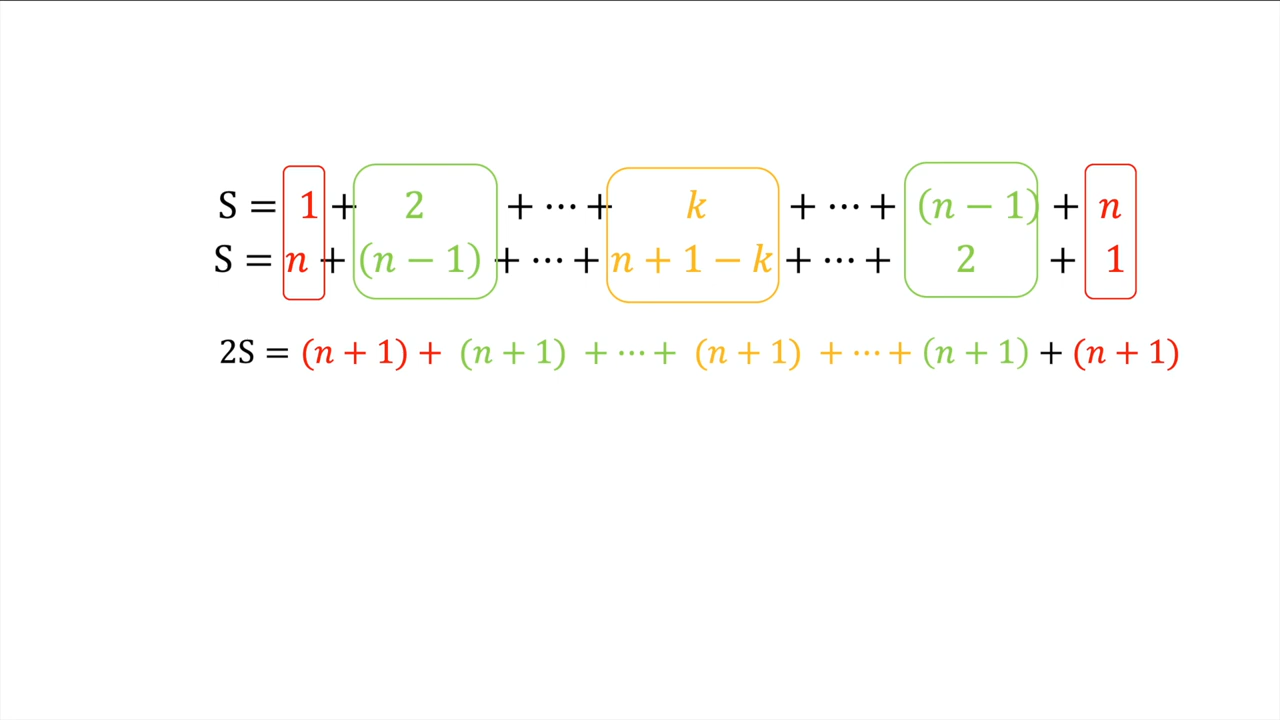 S = 1 + 2 + ⋯ + k + ⋯ + (n − 1) + n
S = n + (n − 1) + ⋯ + n + 1 − k + ⋯ + 2 + 1
2S = (n + 1) + (n + 1) + ⋯ + (n + 1) + ⋯ + (n + 1) + (n + 1)